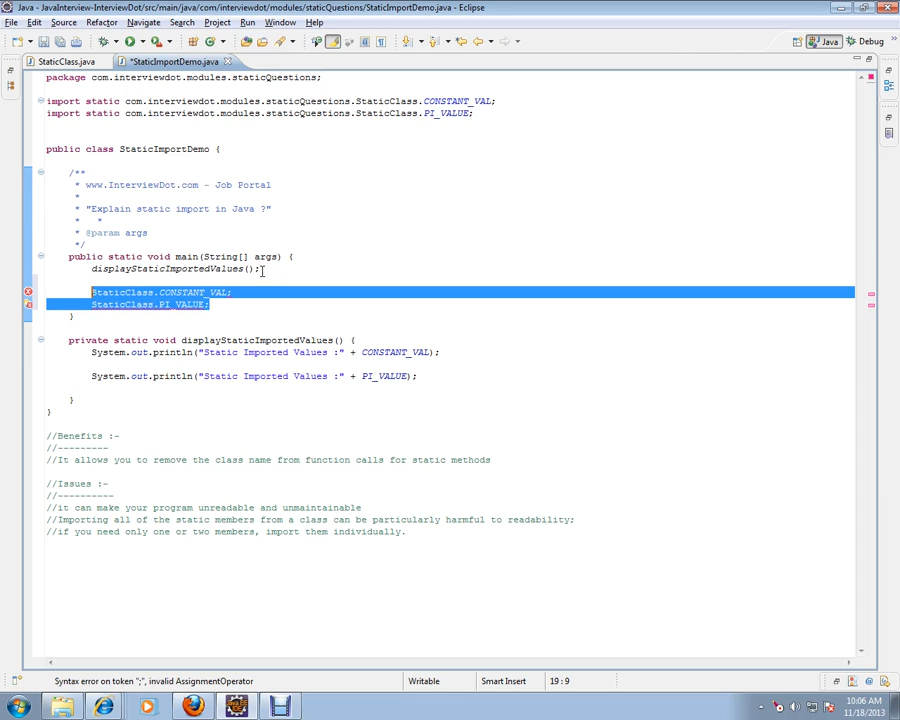 Java - JavaInterview-InterviewDot/src/main/java/com/interviewdot/modules/staticQuestions/StaticImportDemo.java - Eclipse
File Edit Source Refactor Navigate Search Project Run Window Help
Java Debug
StaticClass.java *StaticImportDemo.java
package com.interviewdot.modules.staticQuestions;
import static com.interviewdot.modules.staticQuestions.StaticClass.CONSTANT_VAL;
import static com.interviewdot.modules.staticQuestions.StaticClass.PI_VALUE;
public class StaticImportDemo {
/**
* www.InterviewDot.com - Job Portal
*
* "Explain static import in Java ?"
* *
* @param args
*/
public static void main(String[] args) {
displayStaticImportedValues();
StaticClass.CONSTANT_VAL;
StaticClass.PI_VALUE;
}
private static void displayStaticImportedValues() {
System.out.println("Static Imported Values :" + CONSTANT_VAL);
System.out.println("Static Imported Values :" + PI_VALUE);
}
}
//Benefits :-
//---------
//It allows you to remove the class name from function calls for static methods
//Issues :-
//----------
//it can make your program unreadable and unmaintainable
//Importing all of the static members from a class can be particularly harmful to readability;
//if you need only one or two members, import them individually.
Syntax error on token ";", invalid AssignmentOperator Writable Smart Insert 19 : 9
10:06 AM
11/18/2013